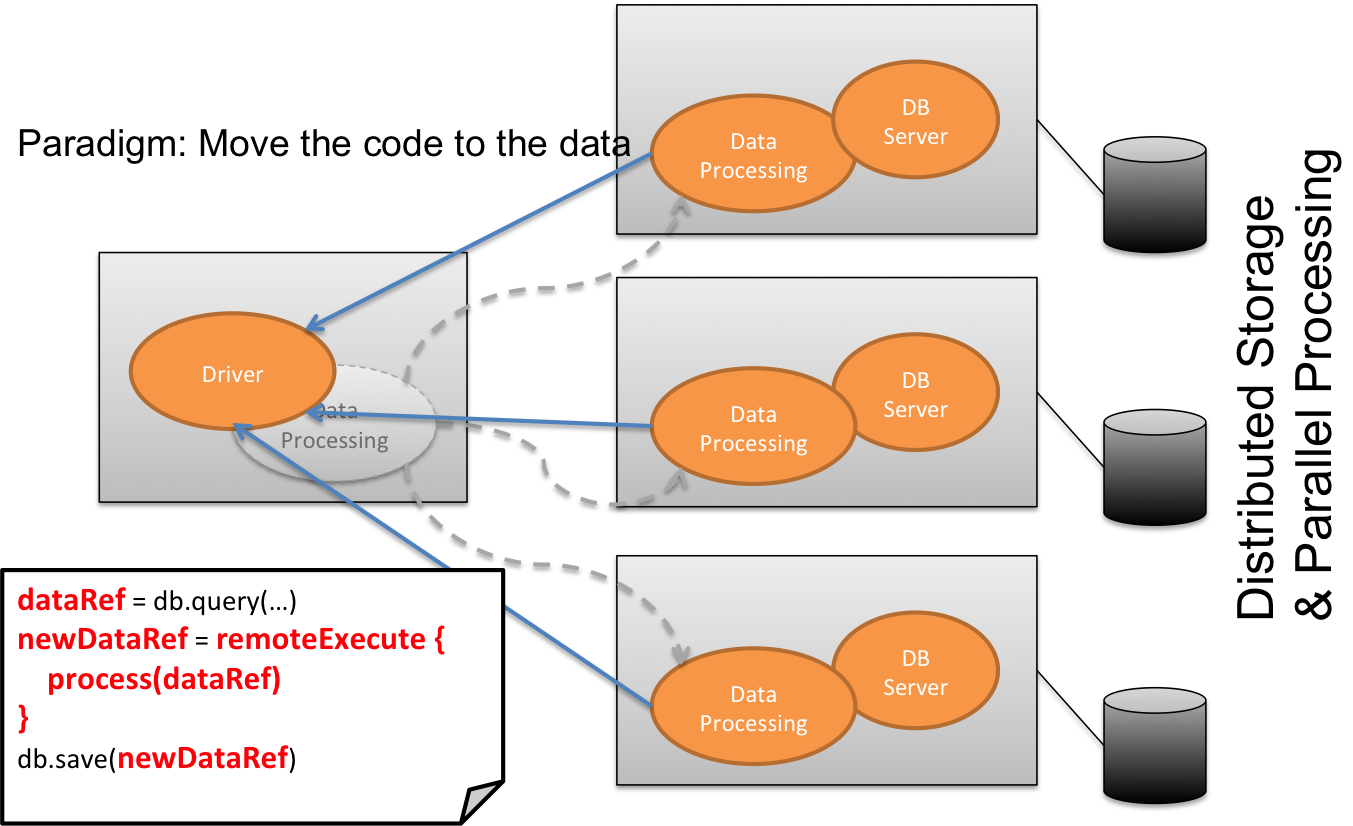 Paradigm: Move the code to the data
Data
Processing
DB
Server
Driver
Data
Processing
Data
Processing
DB
Server
Data
Processing
DB
Server
dataRef = db.query(…)
newDataRef = remoteExecute {
process(dataRef)
}
db.save(newDataRef)
Distributed Storage
& Parallel Processing